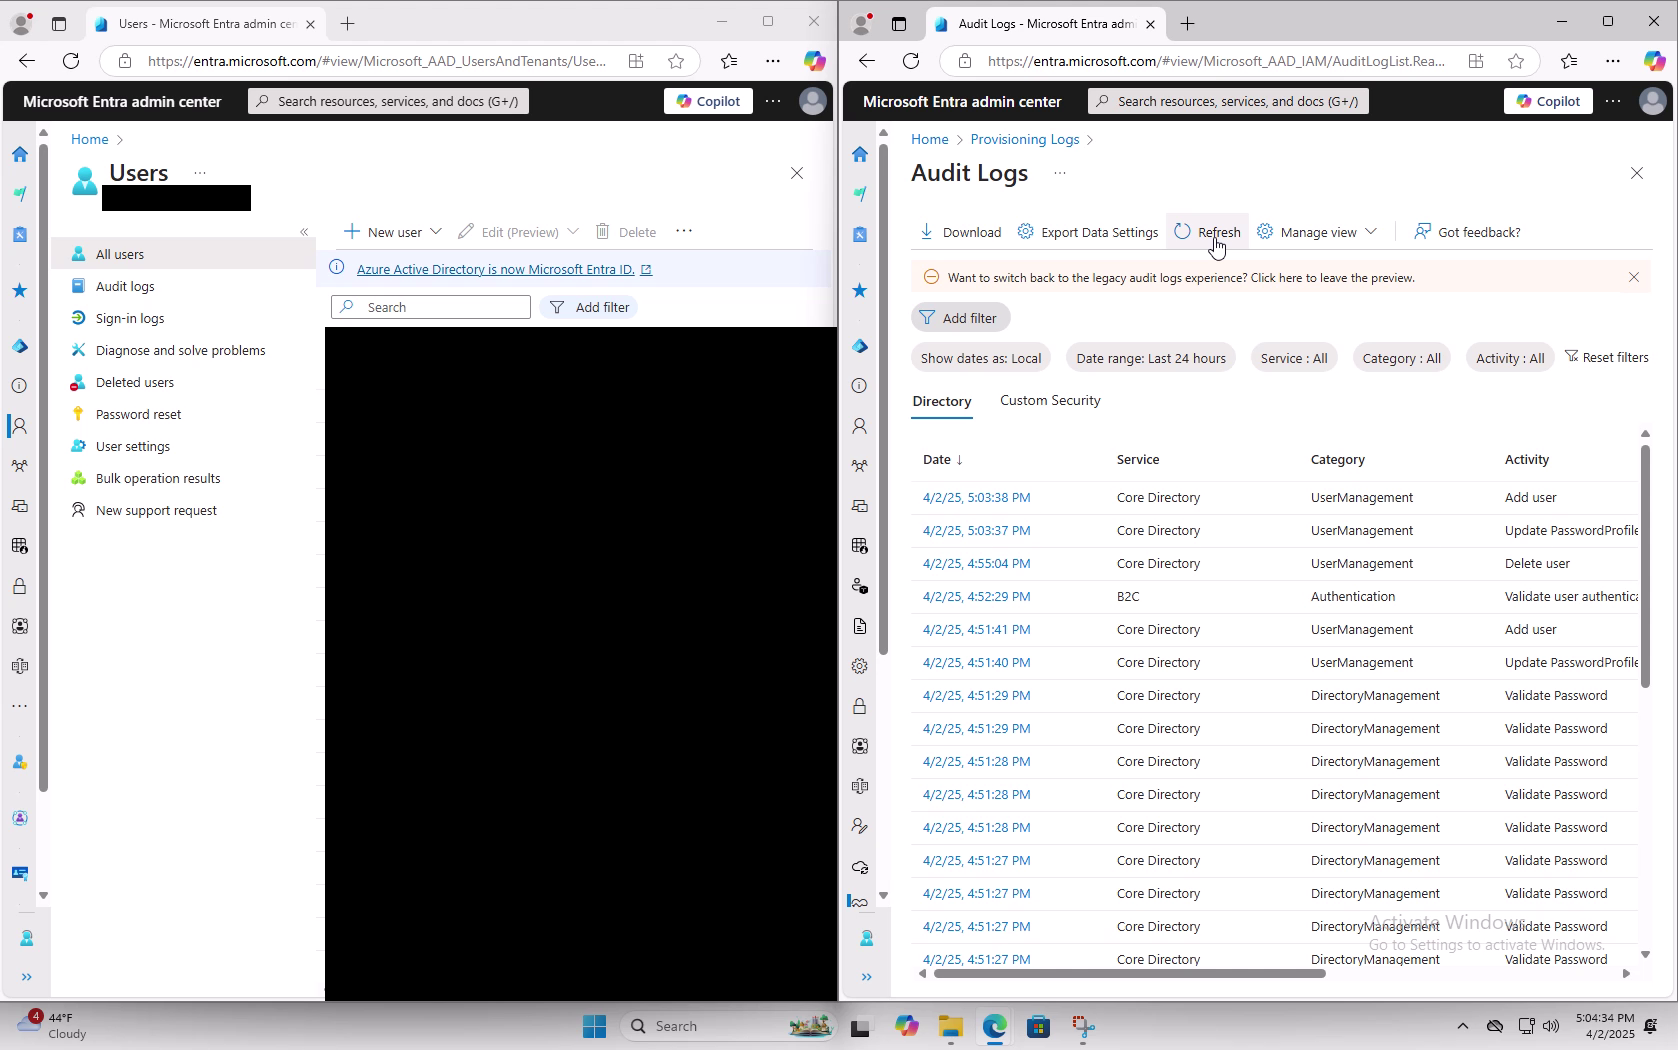 Users - Microsoft Entra admin cen
https://entra.microsoft.com/#view/Microsoft_AAD_UsersAndTenants/Use...
Microsoft Entra admin center
Search resources, services, and docs (G+/)
Copilot
Home
Users
New user
Edit (Preview)
Delete
All users
Audit logs
Sign-in logs
Diagnose and solve problems
Deleted users
Password reset
User settings
Bulk operation results
New support request
Azure Active Directory is now Microsoft Entra ID.
Search
Add filter
Audit Logs - Microsoft Entra admi
https://entra.microsoft.com/#view/Microsoft_AAD_IAM/AuditLogList.Rea...
Microsoft Entra admin center
Search resources, services, and docs (G+/)
Copilot
Home > Provisioning Logs >
Audit Logs
Download Export Data Settings Refresh Manage view Got feedback?
Want to switch back to the legacy audit logs experience? Click here to leave the preview.
Add filter
Show dates as: Local Date range: Last 24 hours Service : All Category : All Activity : All Reset filters
Directory Custom Security
Date ↓ Service Category Activity
4/2/25, 5:03:38 PM Core Directory UserManagement Add user
4/2/25, 5:03:37 PM Core Directory UserManagement Update PasswordProfile
4/2/25, 4:55:04 PM Core Directory UserManagement Delete user
4/2/25, 4:52:29 PM B2C Authentication Validate user authentica
4/2/25, 4:51:41 PM Core Directory UserManagement Add user
4/2/25, 4:51:40 PM Core Directory UserManagement Update PasswordProfile
4/2/25, 4:51:29 PM Core Directory DirectoryManagement Validate Password
4/2/25, 4:51:29 PM Core Directory DirectoryManagement Validate Password
4/2/25, 4:51:28 PM Core Directory DirectoryManagement Validate Password
4/2/25, 4:51:28 PM Core Directory DirectoryManagement Validate Password
4/2/25, 4:51:28 PM Core Directory DirectoryManagement Validate Password
4/2/25, 4:51:27 PM Core Directory DirectoryManagement Validate Password
4/2/25, 4:51:27 PM Core Directory DirectoryManagement Validate Password
4/2/25, 4:51:27 PM Core Directory DirectoryManagement Validate Password
4/2/25, 4:51:27 PM Core Directory DirectoryManagement Validate Password
Activate Windows
Go to Settings to activate Windows.
4
44°F
Cloudy
Search
5:04:34 PM
4/2/2025